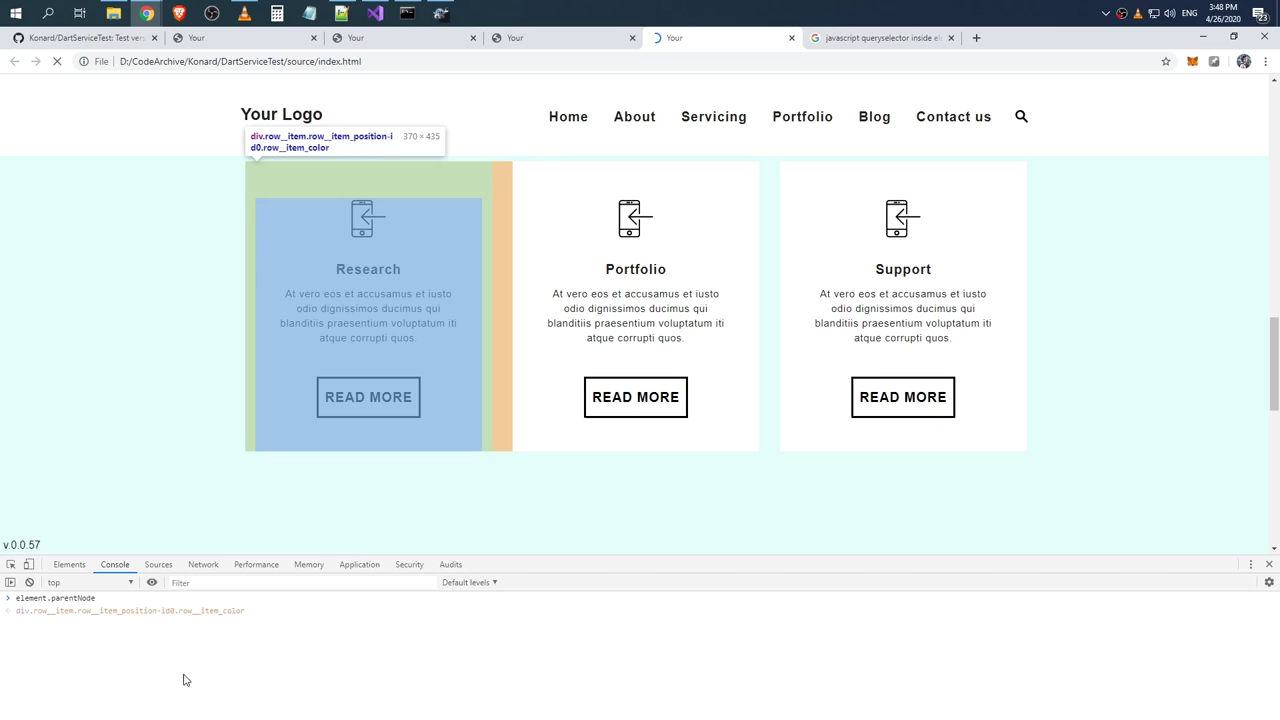 3:48 PM
ENG
4/26/2020
23
Konard/DartServiceTest: Test vers
Your
Your
Your
Your
javascript queryselector inside ele
File
D:/CodeArchive/Konard/DartServiceTest/source/index.html
Your Logo
Home
About
Servicing
Portfolio
Blog
Contact us
div.row__item.row__item_position-i
d0.row__item_color
370 × 435
Research
At vero eos et accusamus et iusto
odio dignissimos ducimus qui
blanditiis praesentium voluptatum iti
atque corrupti quos.
READ MORE
Portfolio
At vero eos et accusamus et iusto
odio dignissimos ducimus qui
blanditiis praesentium voluptatum iti
atque corrupti quos.
READ MORE
Support
At vero eos et accusamus et iusto
odio dignissimos ducimus qui
blanditiis praesentium voluptatum iti
atque corrupti quos.
READ MORE
v.0.0.57
Elements
Console
Sources
Network
Performance
Memory
Application
Security
Audits
top
Filter
Default levels
element.parentNode
div.row__item.row__item_position-id0.row__item_color